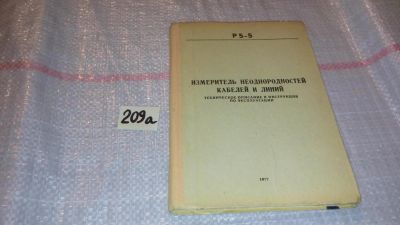 Р5-5
ИЗМЕРИТЕЛЬ НЕОДНОРОДНОСТЕЙ
КАБЕЛЕЙ И ЛИНИЙ
ТЕХНИЧЕСКОЕ ОПИСАНИЕ И ИНСТРУКЦИЯ
ПО ЭКСПЛУАТАЦИИ
1977
209а